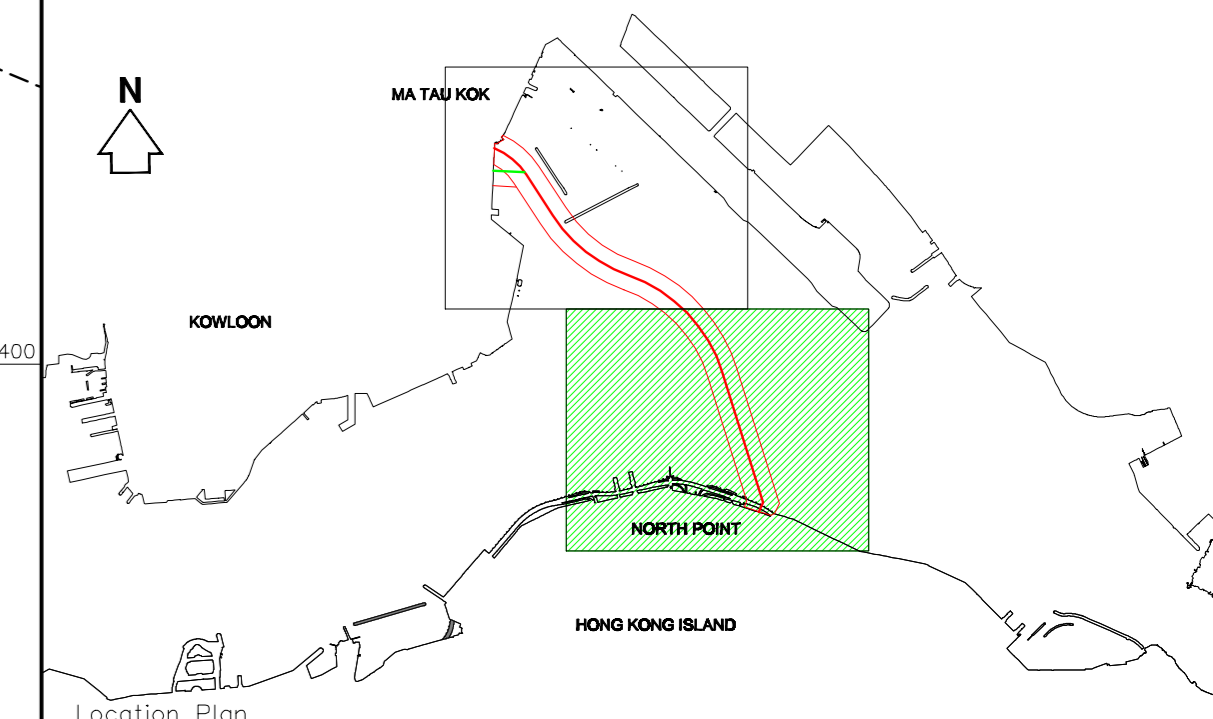 N
MA TAU KOK
KOWLOON
400
NORTH POINT
HONG KONG ISLAND
Location Plan